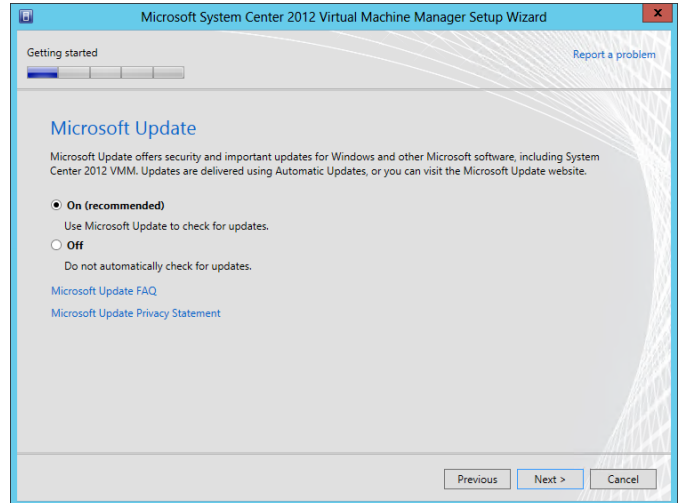 Microsoft System Center 2012 Virtual Machine Manager Setup Wizard
x
Getting started
Report a problem
Microsoft Update
Microsoft Update offers security and important updates for Windows and other Microsoft software, including System
Center 2012 VMM. Updates are delivered using Automatic Updates, or you can visit the Microsoft Update website.
On (recommended)
Use Microsoft Update to check for updates.
Off
Do not automatically check for updates.
Microsoft Update FAQ
Microsoft Update Privacy Statement
Previous
Next >
Cancel